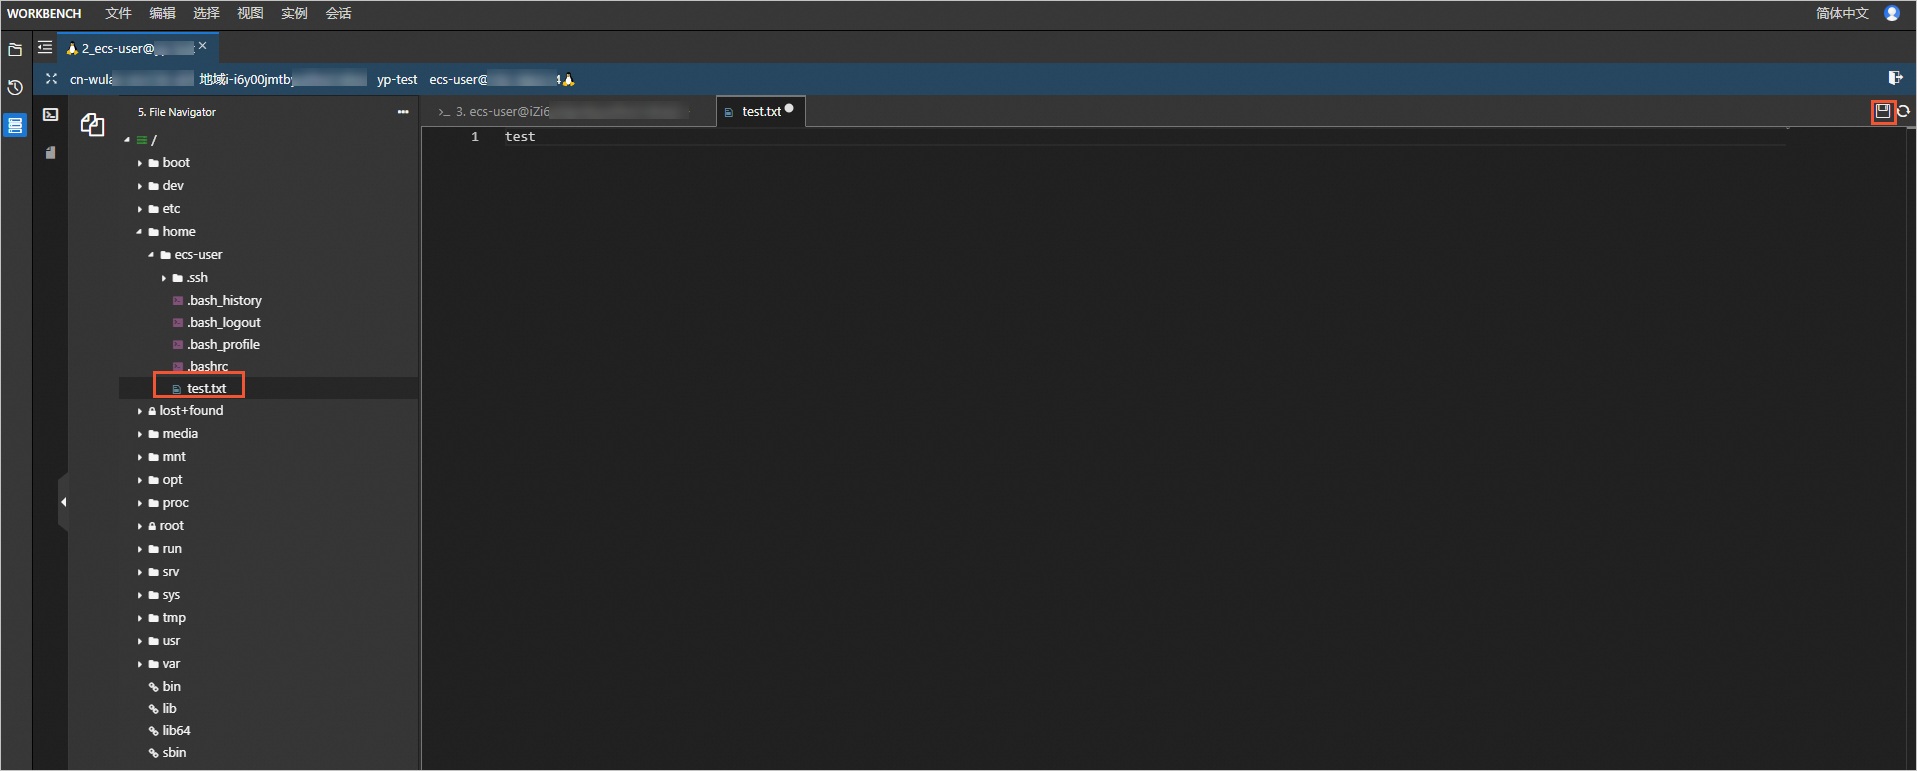 WORKBENCH 文件 编辑 选择 视图 实例 会话 简体中文
2_ecs-user@
cn-wula 地域i-i6y00jmtb yp-test ecs-user@ 4
5. File Navigator
3. ecs-user@iZi6 test.txt
1 test
/
boot
dev
etc
home
ecs-user
.ssh
.bash_history
.bash_logout
.bash_profile
.bashrc
test.txt
lost+found
media
mnt
opt
proc
root
run
srv
sys
tmp
usr
var
bin
lib
lib64
sbin